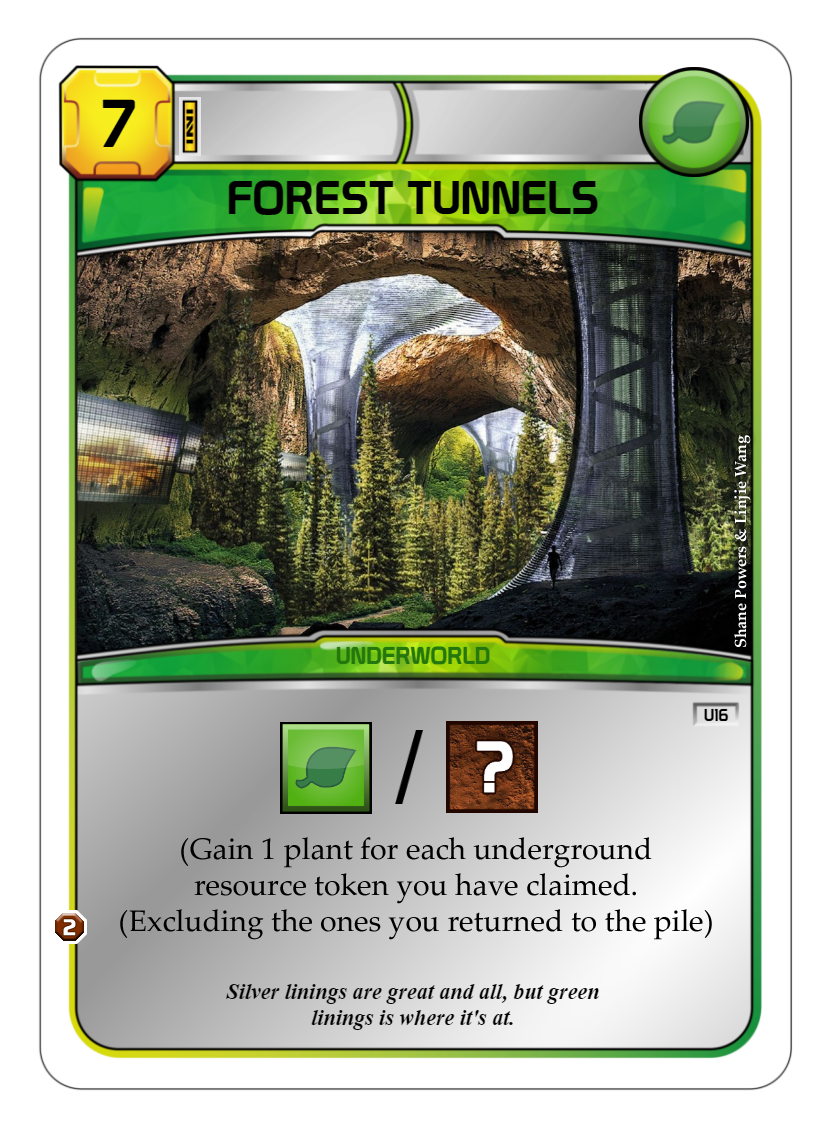 7
FOREST TUNNELS
Shane Powers & Linjie Wang
UNDERWORLD
U16
/ ?
(Gain 1 plant for each underground
resource token you have claimed.
2
(Excluding the ones you returned to the pile)
Silver linings are great and all, but green
linings is where it's at.